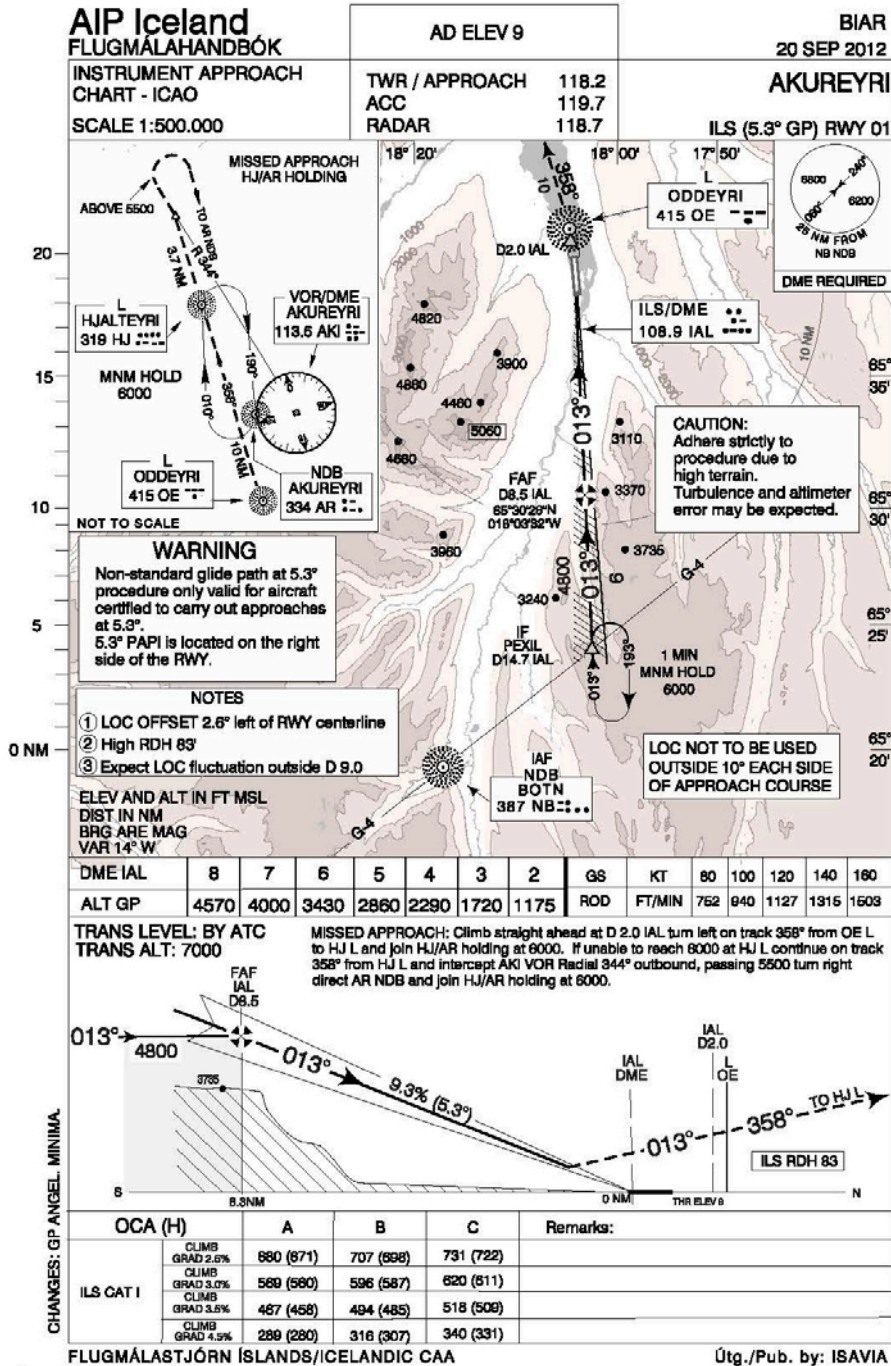 AIP Iceland
FLUGMÁLAHANDBÓK
AD ELEV 9
BIAR
20 SEP 2012
INSTRUMENT APPROACH
CHART - ICAO
SCALE 1:500.000
TWR / APPROACH 118.2
ACC 119.7
RADAR 118.7
AKUREYRI
ILS (5.3° GP) RWY 01
MISSED APPROACH
HJ/AR HOLDING
ABOVE 5500
TO AR NDB
R 344°
3.7 NM
L
HJALTEYRI
319 HJ
VOR/DME
AKUREYRI
113.6 AKI
MNM HOLD
6000
010°
190°
358°
10 NM
L
ODDEYRI
415 OE
NDB
AKUREYRI
334 AR
NOT TO SCALE
18° 20'
18° 00'
17° 50'
358°
10
L
ODDEYRI
415 OE
D2.0 IAL
ILS/DME
108.9 IAL
6800
240°
060°
6200
25 NM FROM
NB NDB
DME REQUIRED
1000
2000
10 NM
20
15
10
5
0 NM
65°
35'
65°
30'
65°
25'
65°
20'
4820
4880
3900
4460
5060
4660
3960
3110
3370
3735
3240
013°
013°
CAUTION:
Adhere strictly to
procedure due to
high terrain.
Turbulence and altimeter
error may be expected.
FAF
D8.5 IAL
65°30'28"N
018°03'32"W
4800
6
G-4
IF
PEXIL
D14.7 IAL
013°
193°
1 MIN
MNM HOLD
6000
WARNING
Non-standard glide path at 5.3°
procedure only valid for aircraft
certified to carry out approaches
at 5.3°.
5.3° PAPI is located on the right
side of the RWY.
NOTES
① LOC OFFSET 2.6° left of RWY centerline
② High RDH 83'
③ Expect LOC fluctuation outside D 9.0
IAF
NDB
BOTN
387 NB
G-4
LOC NOT TO BE USED
OUTSIDE 10° EACH SIDE
OF APPROACH COURSE
ELEV AND ALT IN FT MSL
DIST IN NM
BRG ARE MAG
VAR 14° W
DME IAL 8 7 6 5 4 3 2 GS KT 80 100 120 140 160
ALT GP 4570 4000 3430 2860 2290 1720 1175 ROD FT/MIN 752 940 1127 1315 1503
TRANS LEVEL: BY ATC
TRANS ALT: 7000
MISSED APPROACH: Climb straight ahead at D 2.0 IAL turn left on track 358° from OE L
to HJ L and join HJ/AR holding at 6000. If unable to reach 6000 at HJ L continue on track
358° from HJ L and intercept AKI VOR Radial 344° outbound, passing 5500 turn right
direct AR NDB and join HJ/AR holding at 6000.
FAF
IAL
D8.5
013°
4800
013°
9.3% (5.3°)
3735
IAL
DME
IAL
D2.0
L
OE
013°
358°
TO HJ L
ILS RDH 83
S
8.3NM
0 NM
THR ELEV 6
N
CHANGES: GP ANGEL. MINIMA.
OCA (H) A B C Remarks:
ILS CAT I
CLIMB
GRAD 2.5% 680 (671) 707 (698) 731 (722)
CLIMB
GRAD 3.0% 569 (560) 596 (587) 620 (611)
CLIMB
GRAD 3.5% 467 (458) 494 (485) 518 (509)
CLIMB
GRAD 4.5% 289 (280) 316 (307) 340 (331)
FLUGMÁLASTJÓRN ÍSLANDS/ICELANDIC CAA
Útg./Pub. by: ISAVIA